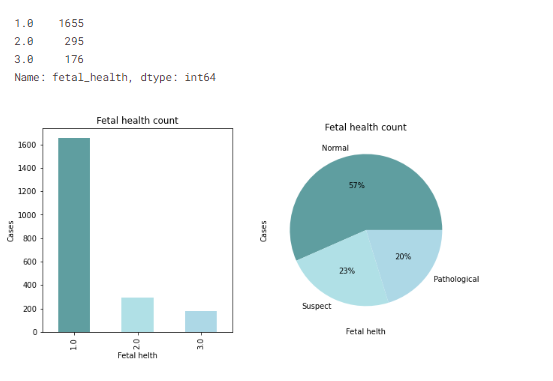 1.0 1655
2.0 295
3.0 176
Name: fetal_health, dtype: int64
Fetal health count
1600
1400
1200
1000
800
600
400
200
0
Cases
1.0
2.0
3.0
Fetal helth
Fetal health count
Normal
57%
Cases
23%
20%
Pathological
Suspect
Fetal helth